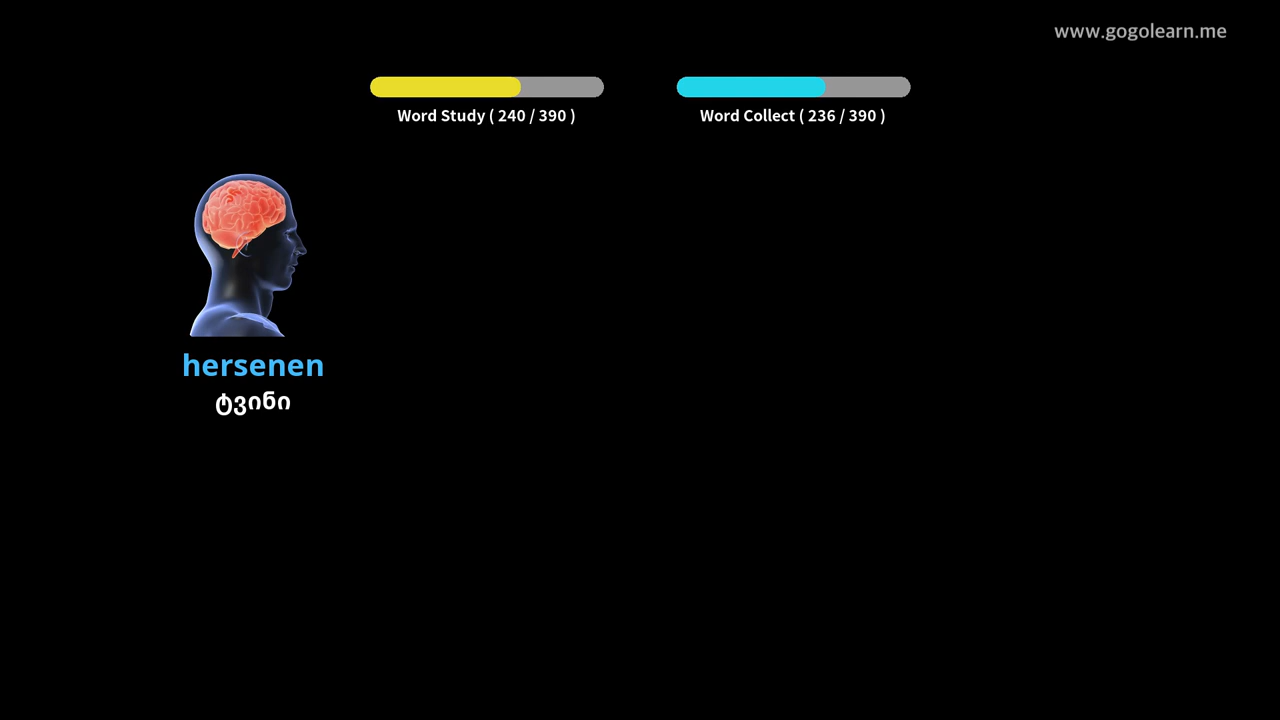 www.gogolearn.me
Word Study ( 240 / 390 )
Word Collect ( 236 / 390 )
hersenen
ტვინი